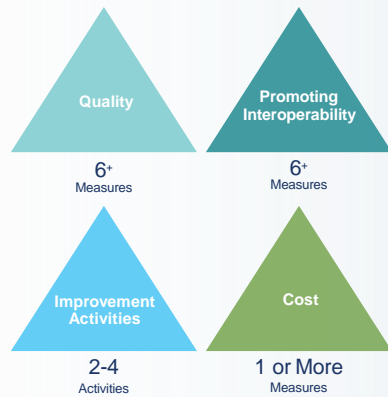 Quality
Promoting
Interoperability
6+
Measures
6+
Measures
Improvement
Activities
Cost
2-4
Activities
1 or More
Measures